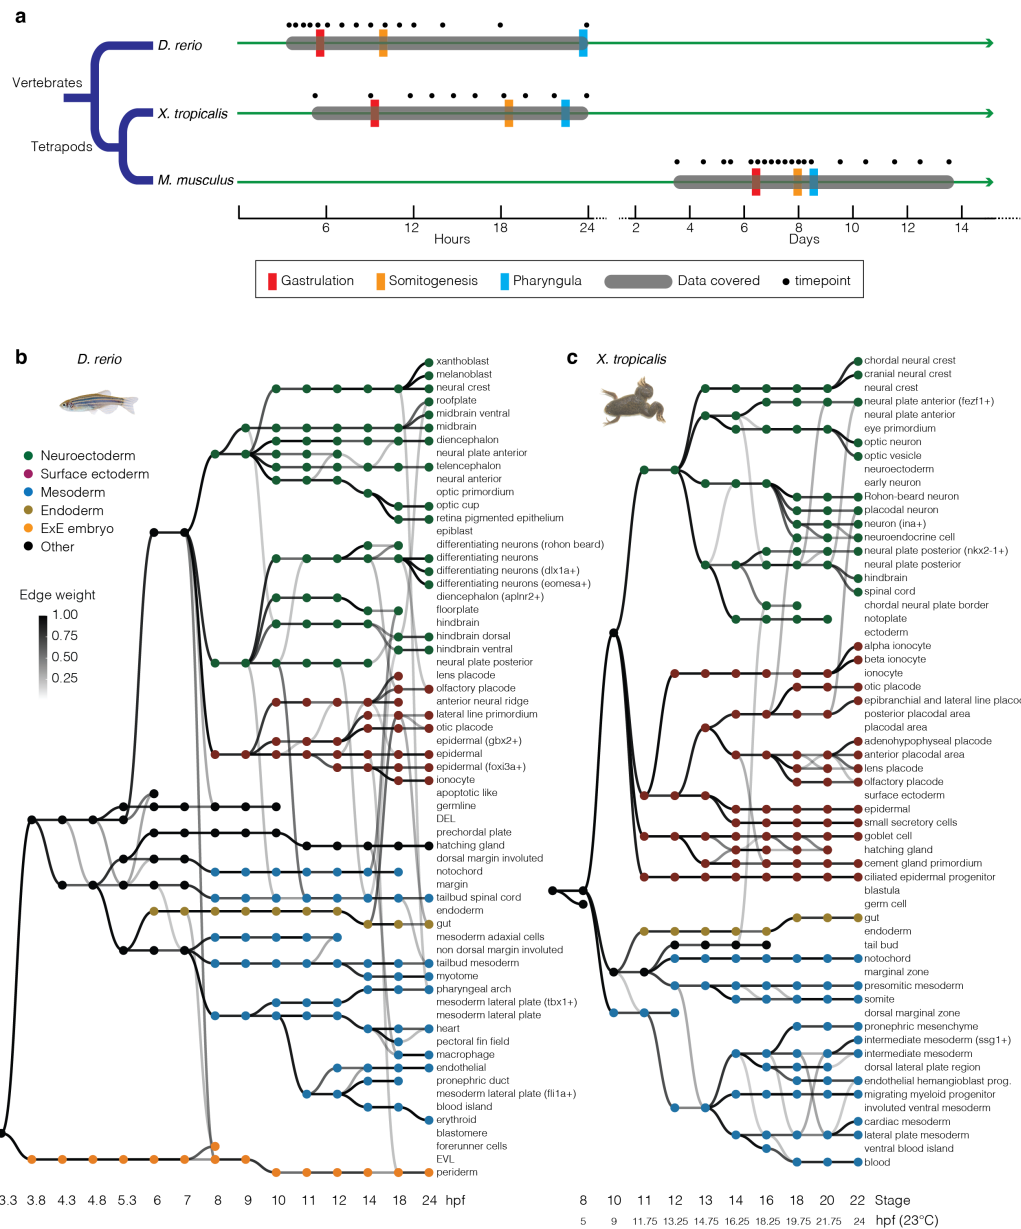 a
D. rerio
Vertebrates
X. tropicalis
Tetrapods
M. musculus
6 12 24 2 4 6 8 10 12 14
Hours Days
Gastrulation Somitogenesis Pharyngula Data covered timepoint
b D. rerio
Neuroectoderm
Surface ectoderm
Mesoderm
Endoderm
ExE embryo
Other
Edge weight
1.00
0.75
0.50
0.25
xanthoblast
melanoblast
neural crest
roofplate
midbrain ventral
midbrain
diencephalon
neural plate anterior
telencephalon
neural anterior
optic primordium
optic cup
retina pigmented epithelium
epiblast
differentiating neurons (rohon beard)
differentiating neurons
differentiating neurons (dlx1a+)
differentiating neurons (eomesa+)
diencephalon (aplnr2+)
floorplate
hindbrain
hindbrain dorsal
hindbrain ventral
neural plate posterior
lens placode
olfactory placode
anterior neural ridge
lateral line primordium
otic placode
epidermal (gbx2+)
epidermal
epidermal (foxi3a+)
ionocyte
apoptotic like
germline
DEL
prechordal plate
hatching gland
dorsal margin involuted
notochord
margin
tailbud spinal cord
endoderm
gut
mesoderm adaxial cells
non dorsal margin involuted
tailbud mesoderm
myotome
pharyngeal arch
mesoderm lateral plate (tbx1+)
mesoderm lateral plate
heart
pectoral fin field
macrophage
endothelial
pronephric duct
mesoderm lateral plate (fli1a+)
blood island
erythroid
blastomere
forerunner cells
EVL
periderm
3.3 3.8 4.3 4.8 5.3 6 7 8 9 10 11 12 14 18 24 hpf
c X. tropicalis
chordal neural crest
cranial neural crest
neural crest
neural plate anterior (fezf1+)
neural plate anterior
eye primordium
optic neuron
optic vesicle
neuroectoderm
early neuron
Rohon-beard neuron
placodal neuron
neuron (ina+)
neuroendocrine cell
neural plate posterior (nkx2-1+)
neural plate posterior
hindbrain
spinal cord
chordal neural plate border
notoplate
ectoderm
alpha ionocyte
beta ionocyte
ionocyte
otic placode
epibranchial and lateral line placo
posterior placodal area
placodal area
adenohypophyseal placode
anterior placodal area
lens placode
olfactory placode
surface ectoderm
epidermal
small secretory cells
goblet cell
hatching gland
cement gland primordium
ciliated epidermal progenitor
blastula
germ cell
gut
endoderm
tail bud
notochord
marginal zone
presomitic mesoderm
somite
dorsal marginal zone
pronephric mesenchyme
intermediate mesoderm (ssg1+)
intermediate mesoderm
dorsal lateral plate region
endothelial hemangioblast prog.
migrating myeloid progenitor
involuted ventral mesoderm
cardiac mesoderm
lateral plate mesoderm
ventral blood island
blood
8 10 11 12 13 14 16 18 20 22 Stage
5 9 11.75 13.25 14.75 16.25 18.25 19.75 21.75 24 hpf (23°C)